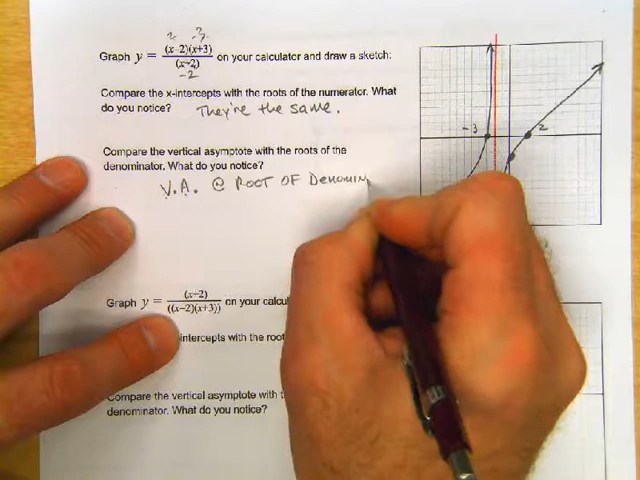 2 -3
Graph y = (x-2)(x+3)/(x+2) on your calculator and draw a sketch:
-2
Compare the x-intercepts with the roots of the numerator. What
do you notice? They're the same.
-3 2
Compare the vertical asymptote with the roots of the
denominator. What do you notice?
V.A. @ ROOT OF DENOMIN
Graph y = (x-2)/((x-2)(x+3)) on your calcul
intercepts with the root
Compare the vertical asymptote with t
denominator. What do you notice?